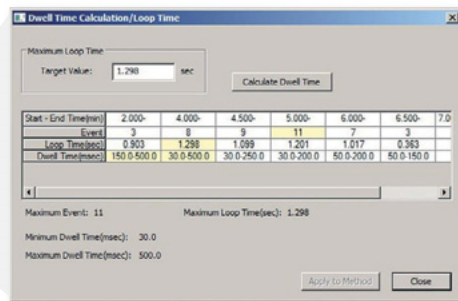 Dwell Time Calculation/Loop Time
Maximum Loop Time
Target Value: 1.298 sec
Calculate Dwell Time
Start - End Time(min) 2.000- 4.000- 4.500- 5.000- 6.000- 6.500- 7.0
Event 3 8 9 11 7 3
Loop Time(sec) 0.903 1.298 1.099 1.201 1.017 0.363
Dwell Time(msec) 150.0-500.0 30.0-500.0 30.0-250.0 30.0-200.0 50.0-200.0 50.0-150.0
Maximum Event: 11 Maximum Loop Time(sec): 1.298
Minimum Dwell Time(msec): 30.0
Maximum Dwell Time(msec): 500.0
Apply to Method Close